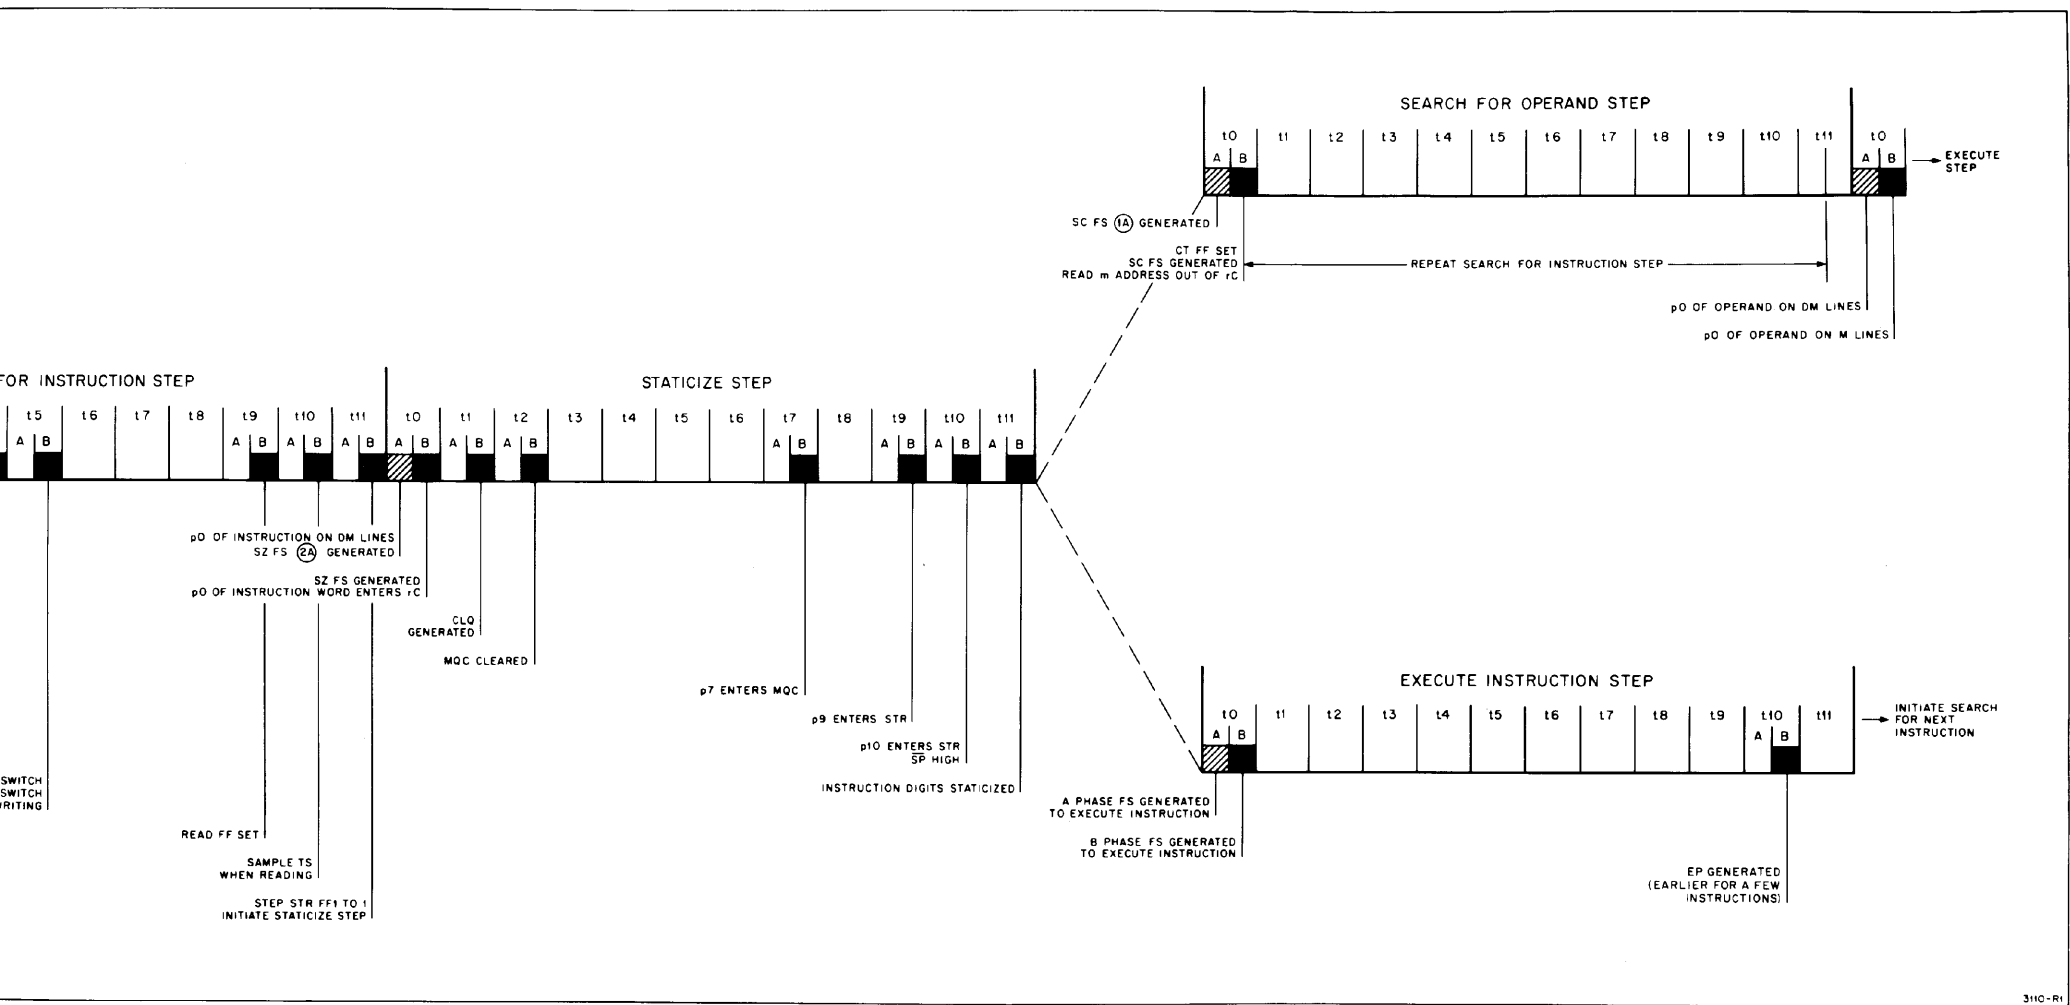 SEARCH FOR OPERAND STEP
t0 t1 t2 t3 t4 t5 t6 t7 t8 t9 t10 t11 t0
A B A B
EXECUTE
STEP
SC FS 1A GENERATED
CT FF SET
SC FS GENERATED
READ m ADDRESS OUT OF rC
REPEAT SEARCH FOR INSTRUCTION STEP
p0 OF OPERAND ON DM LINES
p0 OF OPERAND ON M LINES
FOR INSTRUCTION STEP
STATICIZE STEP
t5 t6 t7 t8 t9 t10 t11 t0 t1 t2 t3 t4 t5 t6 t7 t8 t9 t10 t11
A B A B A B A B A B A B A B A B A B A B A B
p0 OF INSTRUCTION ON DM LINES
SZ FS 2A GENERATED
SZ FS GENERATED
p0 OF INSTRUCTION WORD ENTERS rC
CLQ
GENERATED
MQC CLEARED
p7 ENTERS MQC
p9 ENTERS STR
p10 ENTERS STR
S̅P̅ HIGH
INSTRUCTION DIGITS STATICIZED
SWITCH
SWITCH
WRITING
READ FF SET
SAMPLE TS
WHEN READING
STEP STR FF1 TO 1
INITIATE STATICIZE STEP
EXECUTE INSTRUCTION STEP
t0 t1 t2 t3 t4 t5 t6 t7 t8 t9 t10 t11
A B A B
INITIATE SEARCH
FOR NEXT
INSTRUCTION
A PHASE FS GENERATED
TO EXECUTE INSTRUCTION
B PHASE FS GENERATED
TO EXECUTE INSTRUCTION
EP GENERATED
(EARLIER FOR A FEW
INSTRUCTIONS)
3110-R1